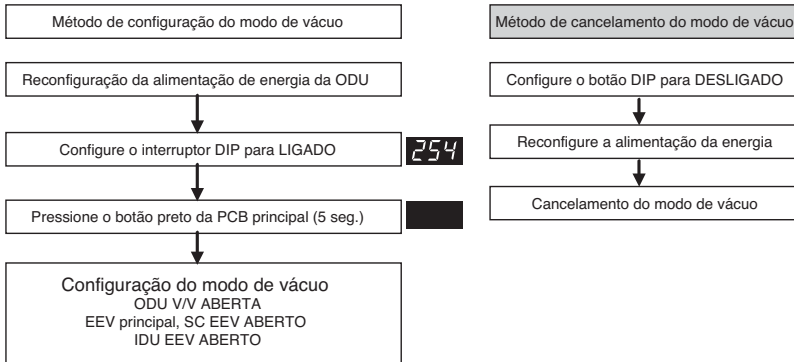 Método de configuração do modo de vácuo
Reconfiguração da alimentação de energia da ODU
Configure o interruptor DIP para LIGADO
254
Pressione o botão preto da PCB principal (5 seg.)
Configuração do modo de vácuo
ODU V/V ABERTA
EEV principal, SC EEV ABERTO
IDU EEV ABERTO
Método de cancelamento do modo de vácuo
Configure o botão DIP para DESLIGADO
Reconfigure a alimentação da energia
Cancelamento do modo de vácuo